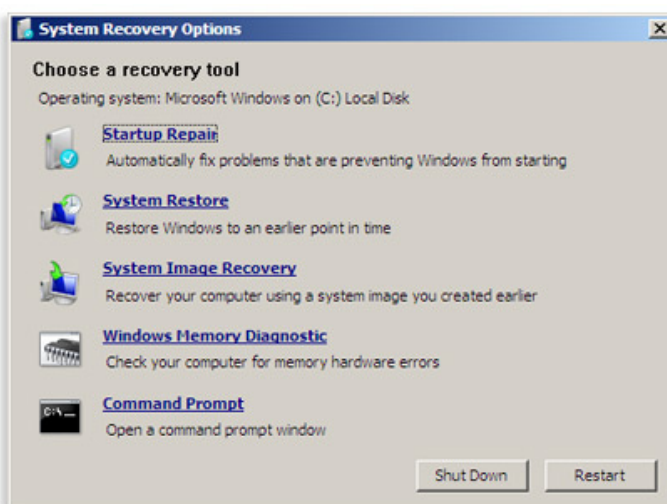 System Recovery Options
Choose a recovery tool
Operating system: Microsoft Windows on (C:) Local Disk
Startup Repair
Automatically fix problems that are preventing Windows from starting
System Restore
Restore Windows to an earlier point in time
System Image Recovery
Recover your computer using a system image you created earlier
Windows Memory Diagnostic
Check your computer for memory hardware errors
C:\_
Command Prompt
Open a command prompt window
Shut Down
Restart